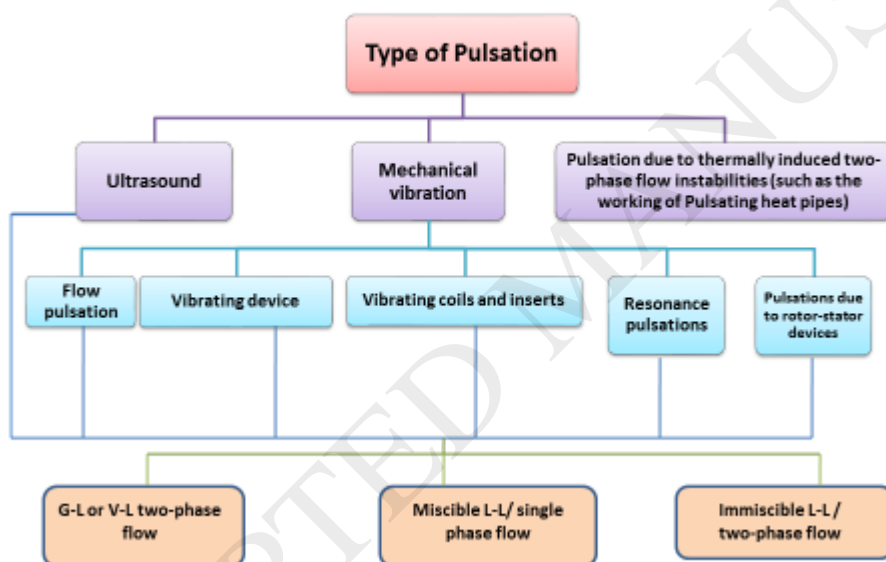 Type of Pulsation
Ultrasound
Mechanical
vibration
Pulsation due to thermally induced two-
phase flow instabilities (such as the
working of Pulsating heat pipes)
Flow
pulsation
Vibrating device
Vibrating coils and inserts
Resonance
pulsations
Pulsations due
to rotor-stator
devices
G-L or V-L two-phase
flow
Miscible L-L/ single
phase flow
Immiscible L-L /
two-phase flow
PTED MANUS